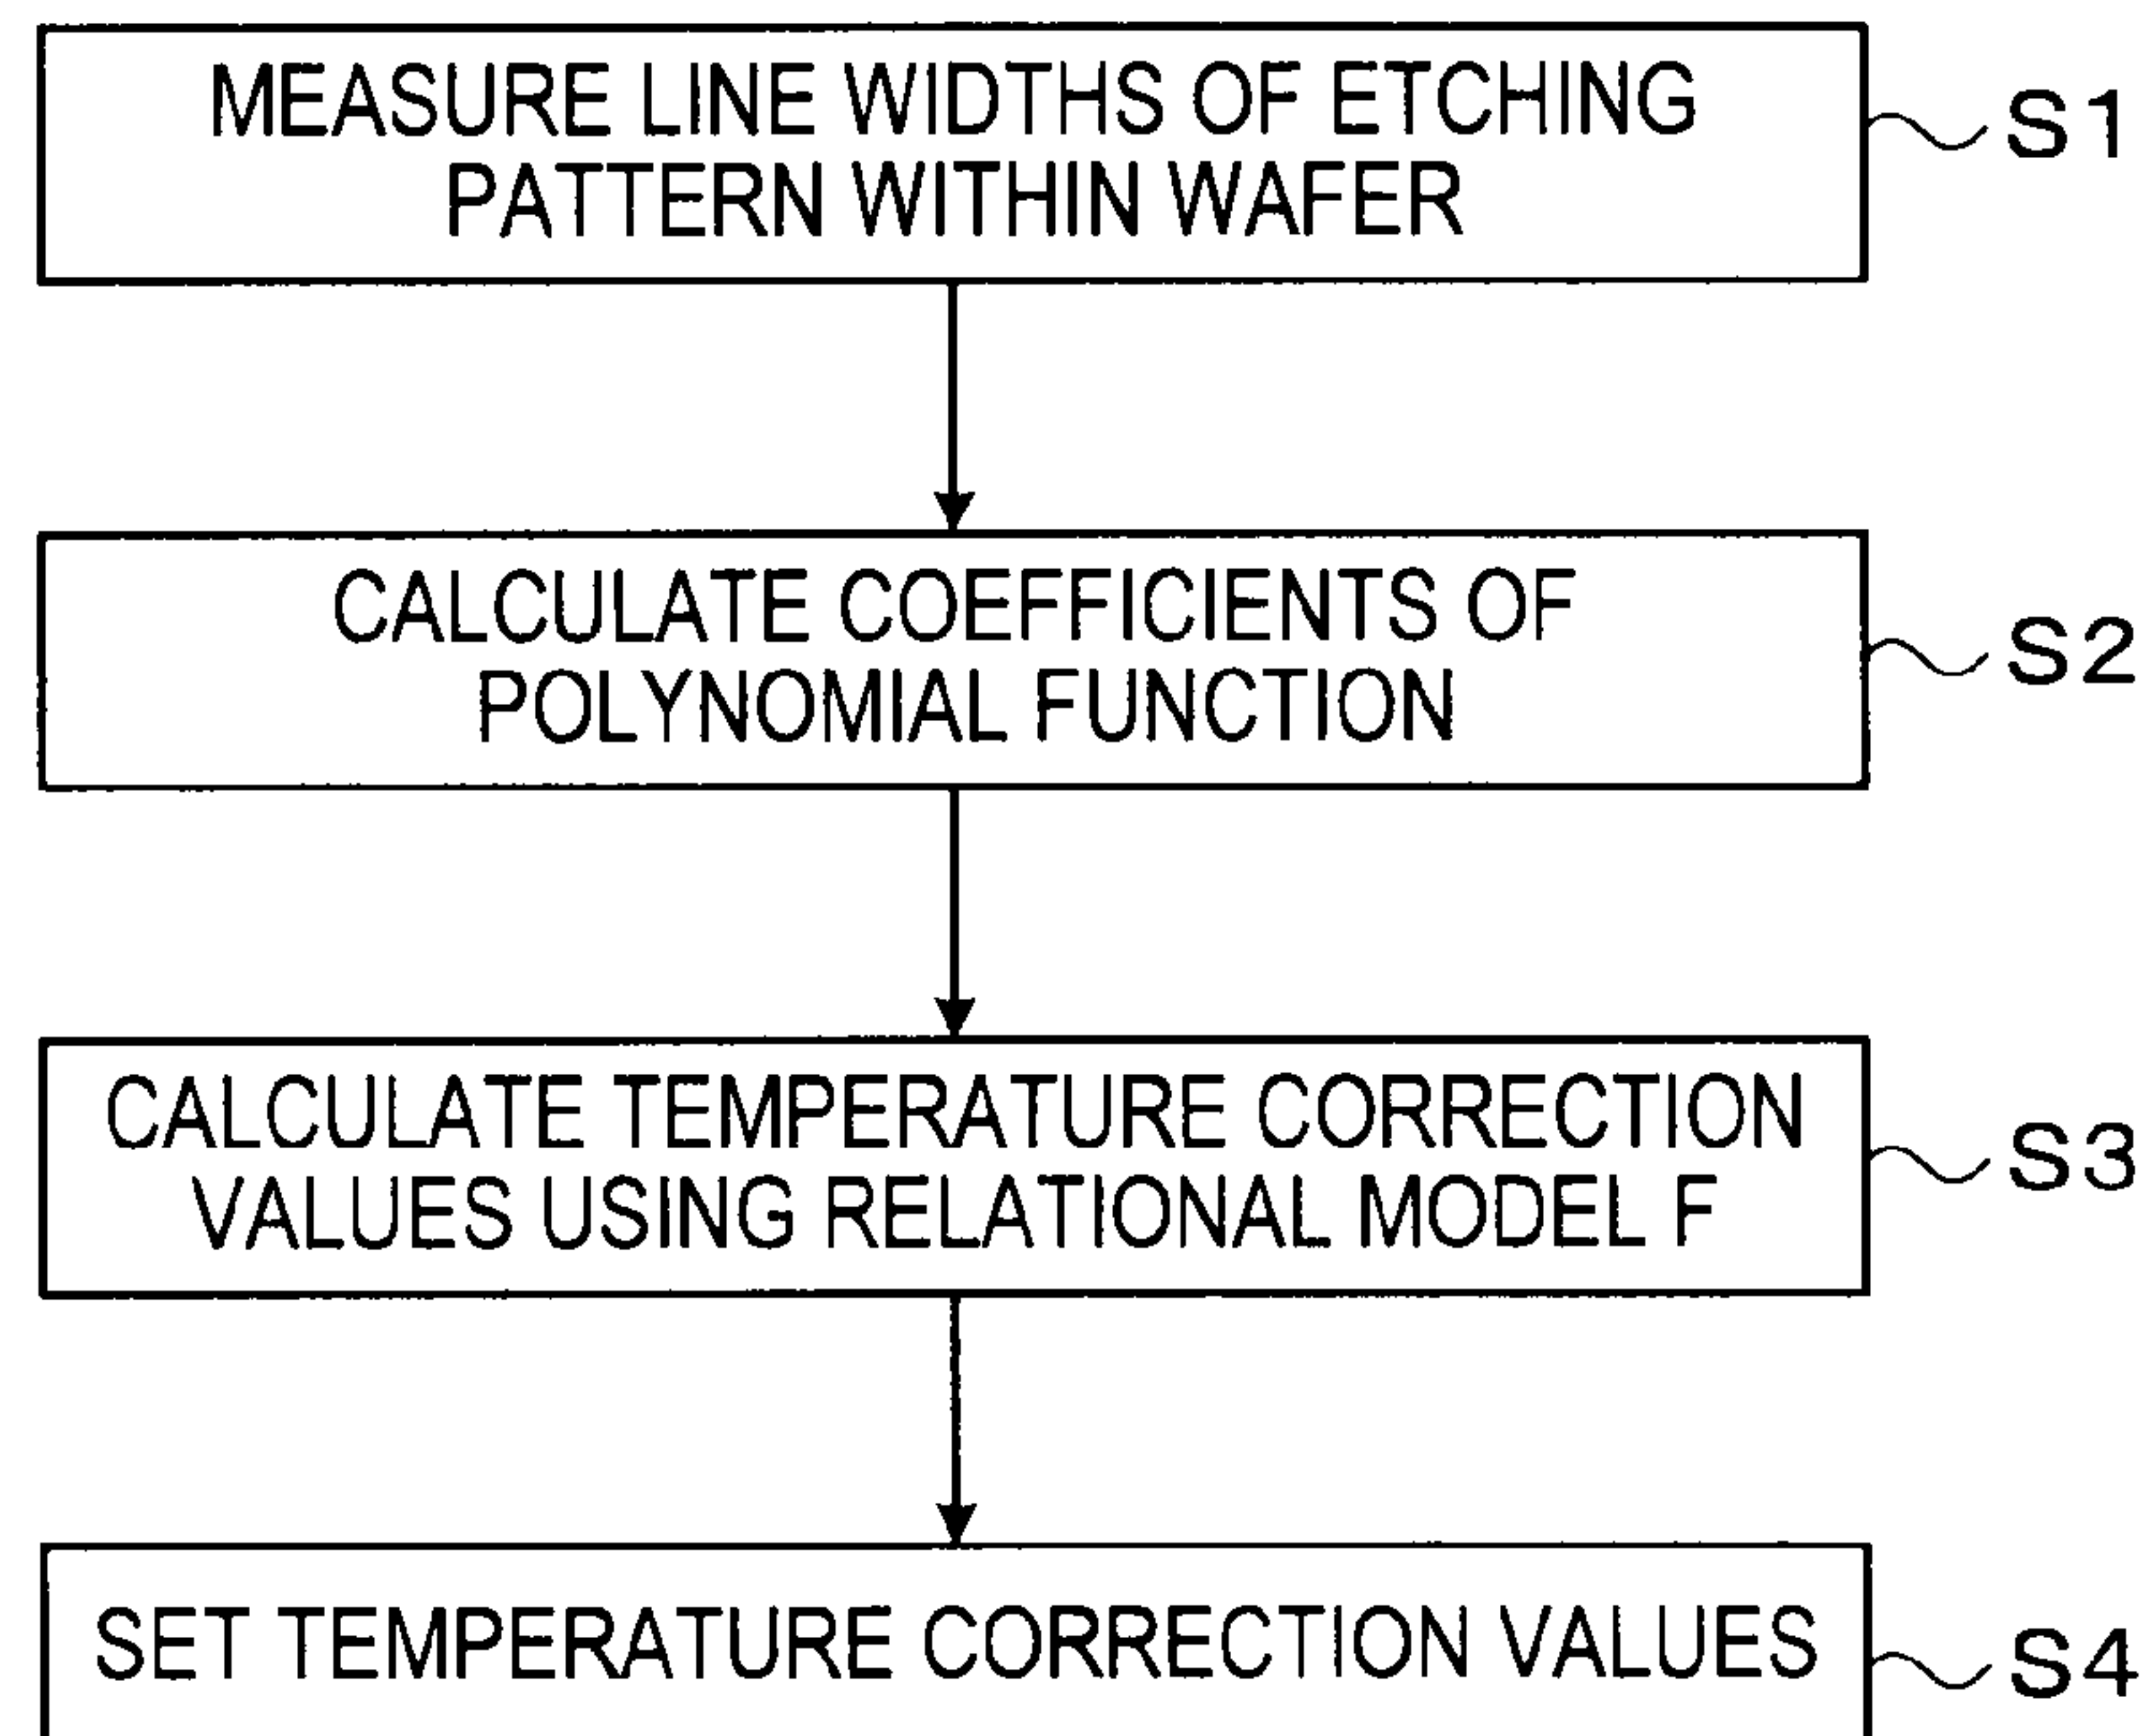 MEASURE LINE WIDTHS OF ETCHING
PATTERN WITHIN WAFER
S1
CALCULATE COEFFICIENTS OF
POLYNOMIAL FUNCTION
S2
CALCULATE TEMPERATURE CORRECTION
VALUES USING RELATIONAL MODEL F
S3
SET TEMPERATURE CORRECTION VALUES
S4